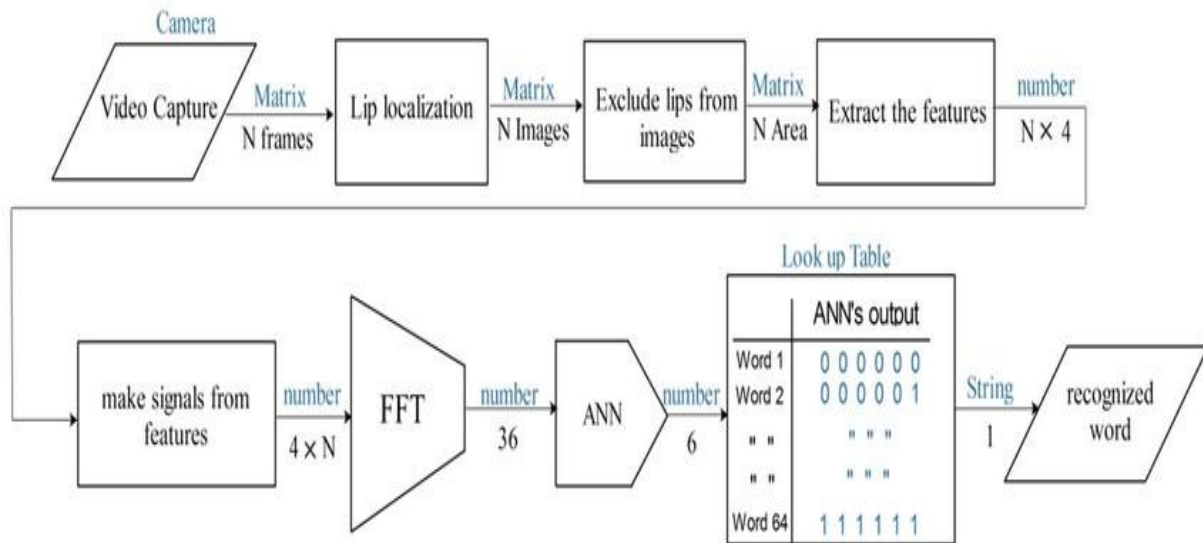 Camera
Video Capture
Matrix
N frames
Lip localization
Matrix
N Images
Exclude lips from
images
Matrix
N Area
Extract the features
number
N × 4
make signals from
features
number
4 × N
FFT
number
36
ANN
number
6
Look up Table
ANN's output
Word 1 0 0 0 0 0 0
Word 2 0 0 0 0 0 1
" " " " "
" " " " "
Word 64 1 1 1 1 1 1
String
1
recognized
word